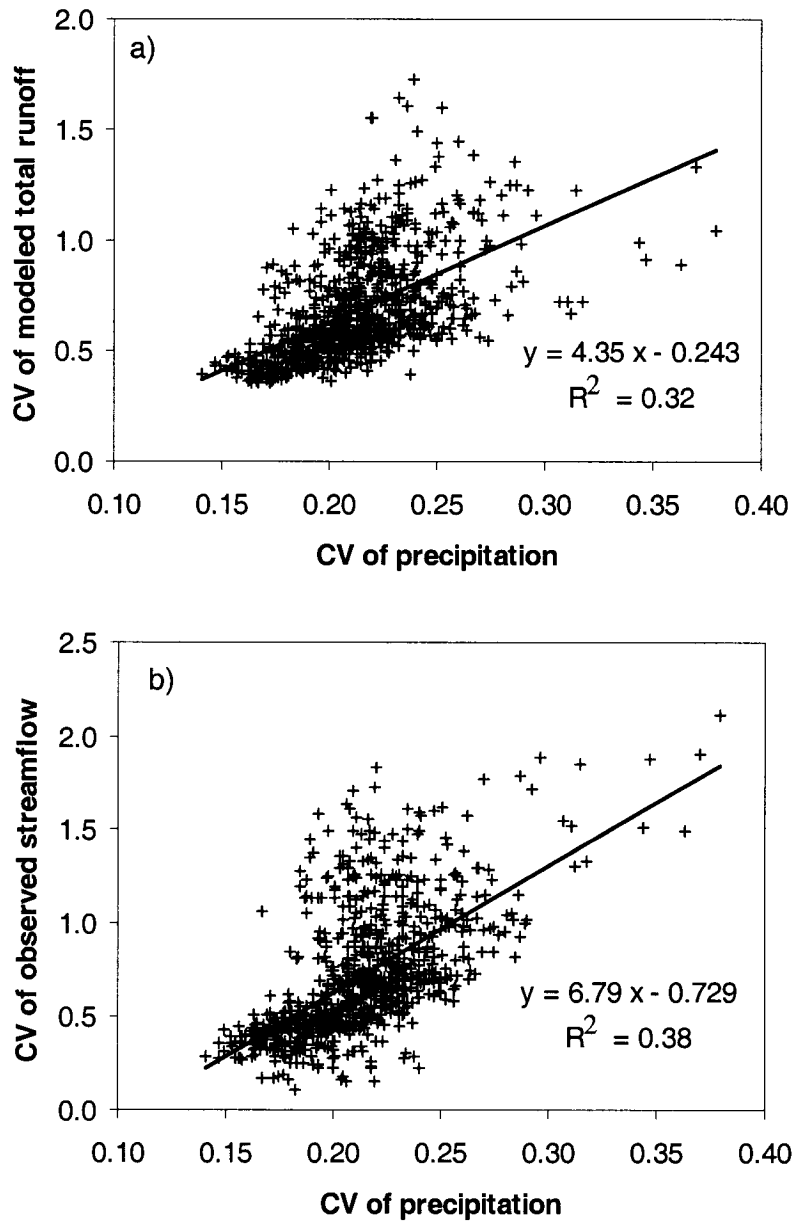 a)
CV of modeled total runoff
2.0
1.5
1.0
0.5
0.0
y = 4.35 x - 0.243
R² = 0.32
0.10 0.15 0.20 0.25 0.30 0.35 0.40
CV of precipitation
b)
CV of observed streamflow
2.5
2.0
1.5
1.0
0.5
0.0
y = 6.79 x - 0.729
R² = 0.38
0.10 0.15 0.20 0.25 0.30 0.35 0.40
CV of precipitation